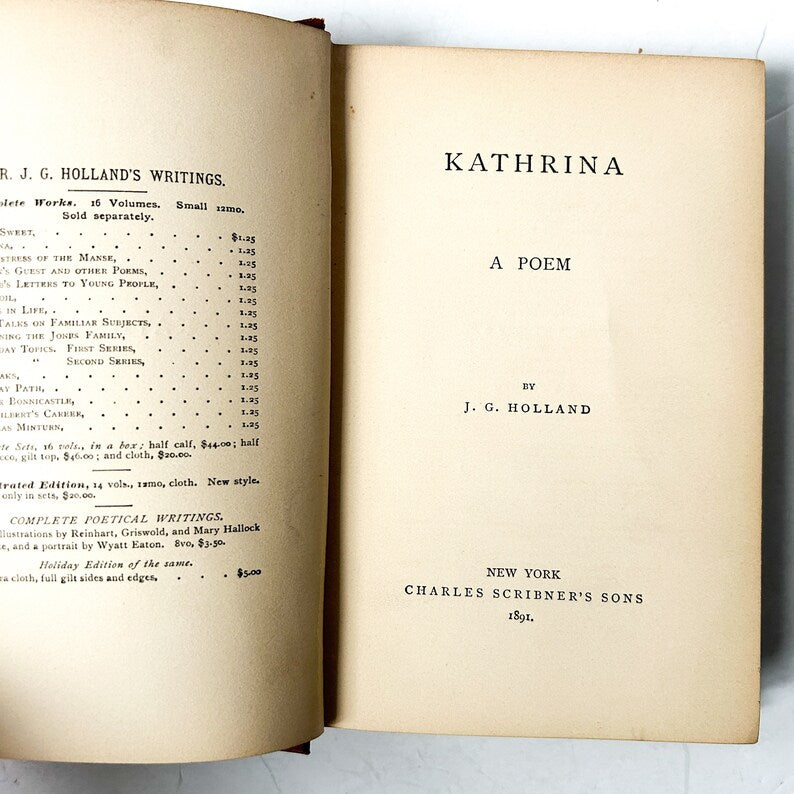 R. J. G. HOLLAND'S WRITINGS.
plete Works. 16 Volumes. Small 12mo.
Sold separately.
SWEET, . . . . . . . $1.25
NA, . . . . . . . . 1.25
STRESS OF THE MANSE, . . . . . 1.25
'S GUEST AND OTHER POEMS, . . . . 1.25
'S LETTERS TO YOUNG PEOPLE, . . . . 1.25
OIL, . . . . . . . . 1.25
IN LIFE, . . . . . . . 1.25
TALKS ON FAMILIAR SUBJECTS, . . . . 1.25
NING THE JONES FAMILY, . . . . . 1.25
DAY TOPICS. FIRST SERIES, . . . . 1.25
" SECOND SERIES, . . . . 1.25
AKS, . . . . . . . . 1.25
AY PATH, . . . . . . . 1.25
BONNICASTLE, . . . . . . 1.25
ILBERT'S CAREER, . . . . . . 1.25
AS MINTURN, . . . . . . 1.25
te Sets, 16 vols., in a box; half calf, $44.00; half
cco, gilt top, $46.00; and cloth, $20.00.
trated Edition, 14 vols., 12mo, cloth. New style.
only in sets, $20.00.
COMPLETE POETICAL WRITINGS.
llustrations by Reinhart, Griswold, and Mary Hallock
e, and a portrait by Wyatt Eaton. 8vo, $3.50.
Holiday Edition of the same.
ra cloth, full gilt sides and edges, . . . $5.00
KATHRINA
A POEM
BY
J. G. HOLLAND
NEW YORK
CHARLES SCRIBNER'S SONS
1891.